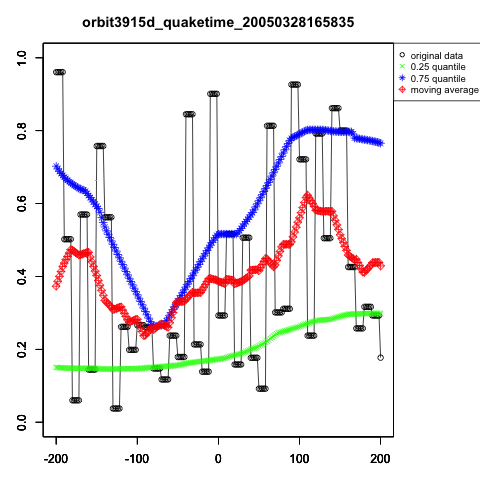 orbit3915d_quaketime_20050328165835
original data
0.25 quantile
0.75 quantile
moving average
1.0
0.8
0.6
0.4
0.2
0.0
-200 -100 0 100 200